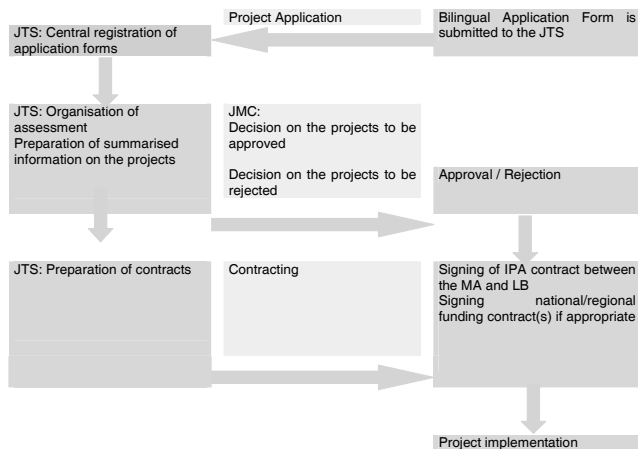 Project Application
Bilingual Application Form is
submitted to the JTS
JTS: Central registration of
application forms
JTS: Organisation of
assessment
Preparation of summarised
information on the projects
JMC:
Decision on the projects to be
approved
Decision on the projects to be
rejected
Approval / Rejection
JTS: Preparation of contracts
Contracting
Signing of IPA contract between
the MA and LB
Signing national/regional
funding contract(s) if appropriate
Project implementation